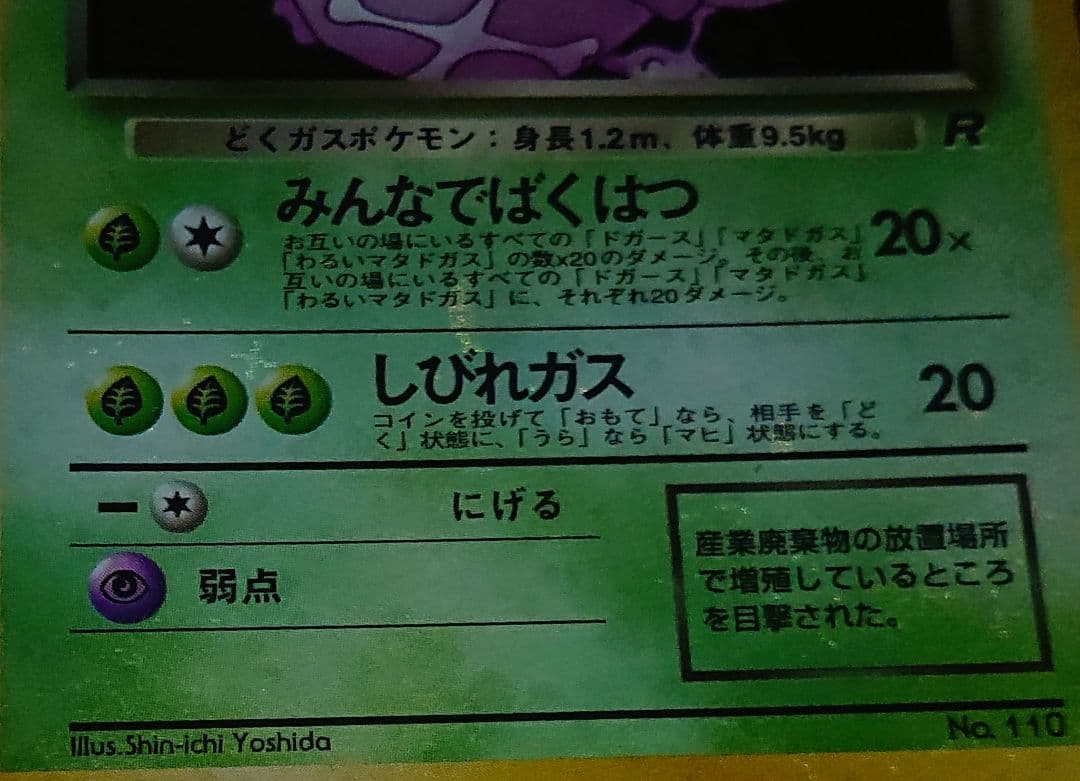 どくガスポケモン：身長1.2m、体重9.5kg
R
みんなでばくはつ
20×
お互いの場にいるすべての「ドガース」「マタドガス」
「わるいマタドガス」の数×20のダメージ。その後、お
互いの場にいるすべての「ドガース」「マタドガス」
「わるいマタドガス」に、それぞれ20ダメージ。
しびれガス
20
コインを投げて「おもて」なら、相手を「ど
く」状態に、「うら」なら「マヒ」状態にする。
にげる
弱点
産業廃棄物の放置場所
で増殖しているところ
を目撃された。
Illus.Shin-ichi Yoshida
No.110